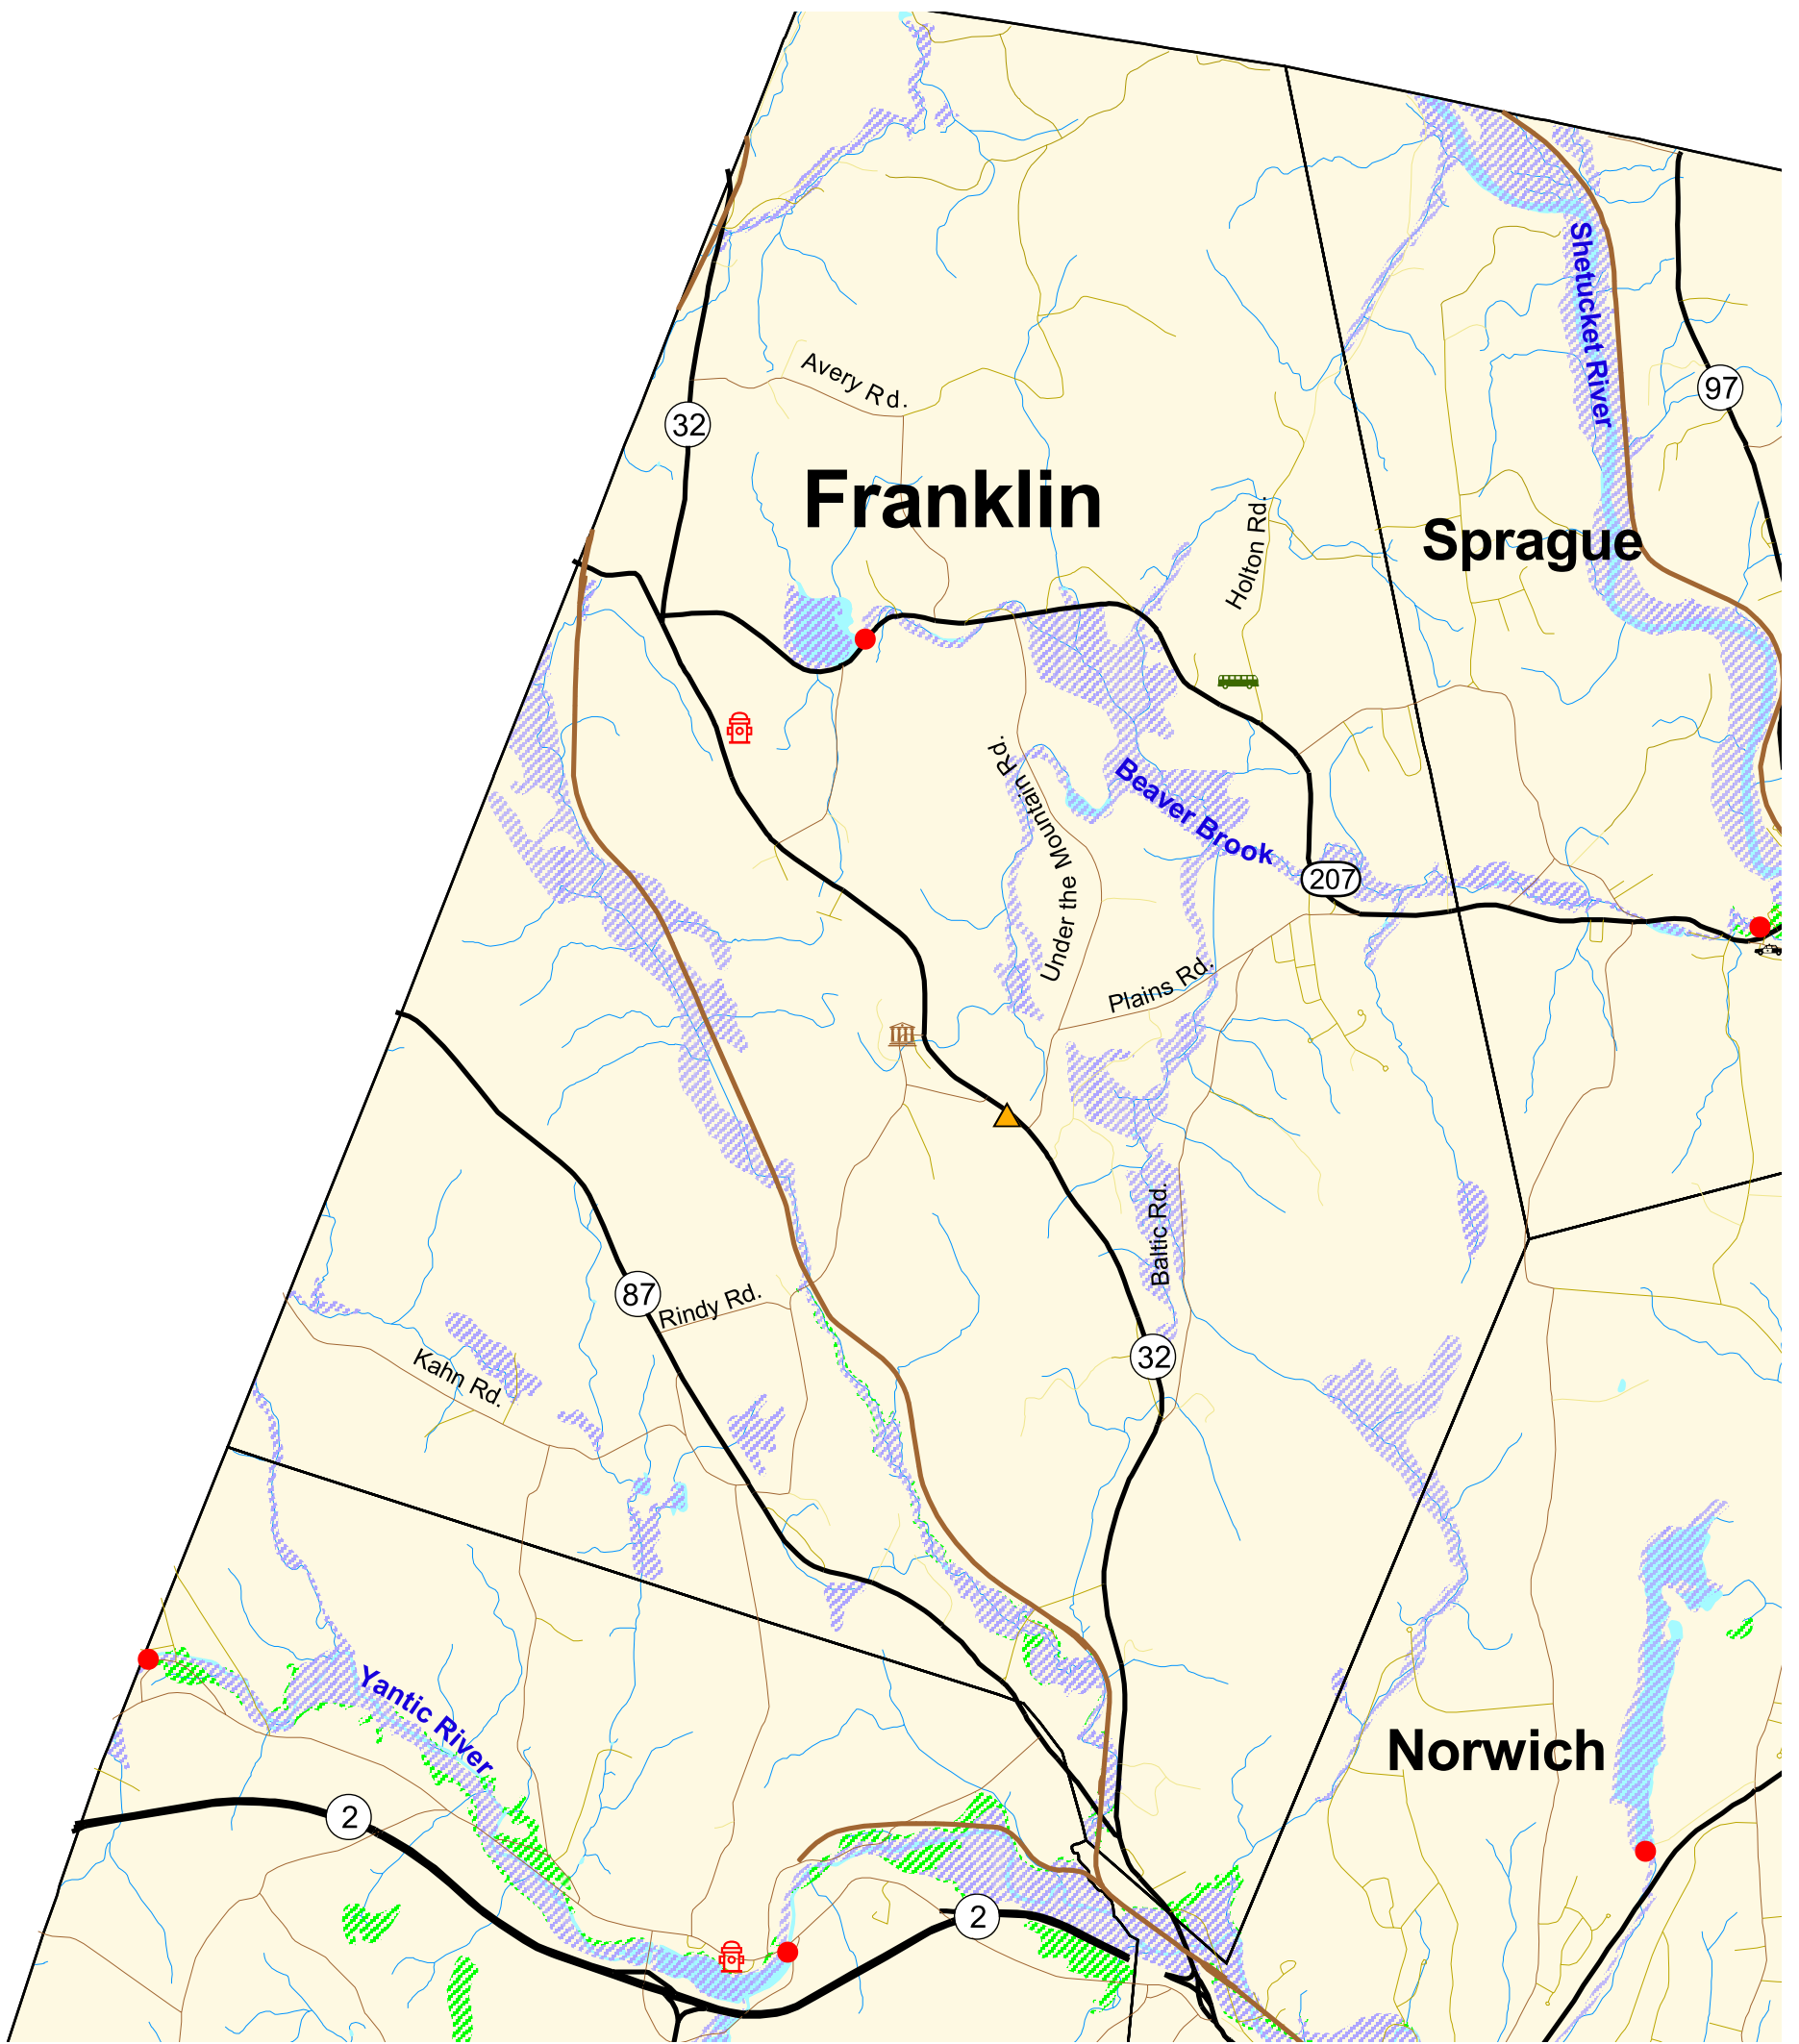 Shetucket River
Avery Rd.
97
32
Franklin
Sprague
Holton Rd.
Under the Mountain Rd.
Beaver Brook
207
Plains Rd.
Baltic Rd.
87
Rindy Rd.
32
Kahn Rd.
Yantic River
Norwich
2
2